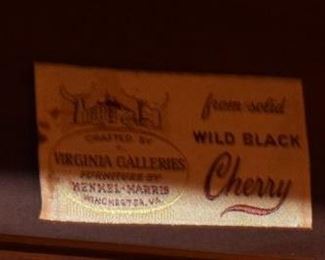 CRAFTED BY
VIRGINIA GALLERIES
FURNITURE BY
HENKEL-HARRIS
WINCHESTER, VA.
from solid
WILD BLACK
Cherry